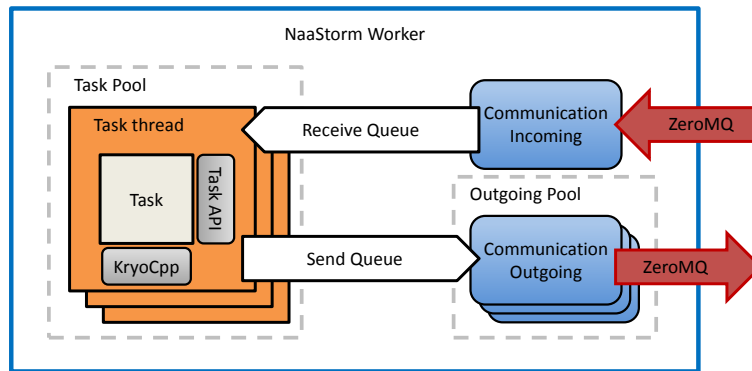 NaaStorm Worker
Task Pool
Task thread
Task
Task API
KryoCpp
Receive Queue
Communication
Incoming
ZeroMQ
Outgoing Pool
Send Queue
Communication
Outgoing
ZeroMQ